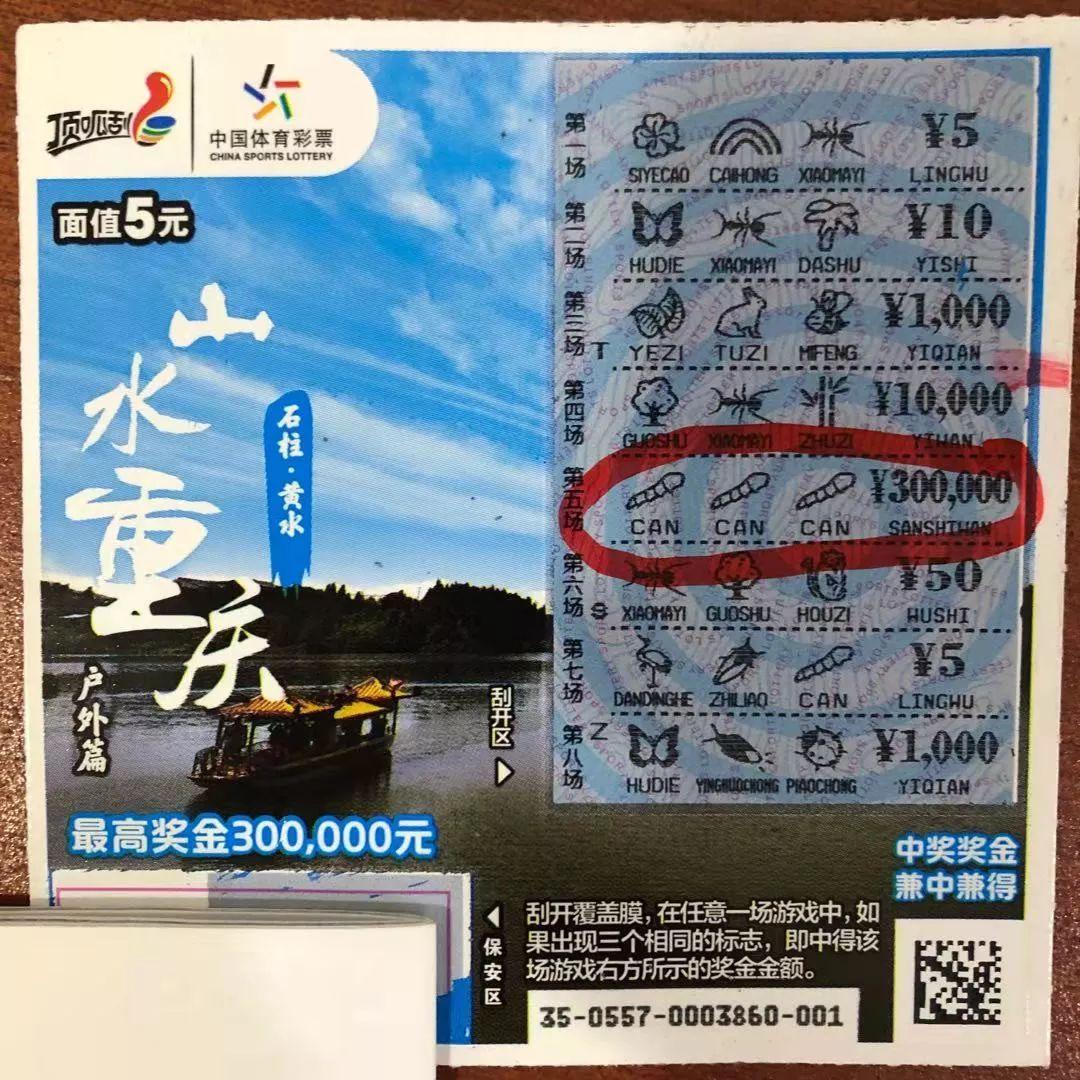 顶呱刮
中国体育彩票
CHINA SPORTS LOTTERY
面值5元
山水重庆
石柱·黄水
户外篇
最高奖金300,000元
刮开区
第一场
¥5
SIYECAO CAIHONG XIAOMAYI LINGWU
第二场
¥10
HUDIE XIAOMAYI DASHU YISHI
第三场
¥1,000
T YEZI TUZI MIFENG YIQIAN
第四场
¥10,000
GUOSHU XIAOMAYI ZHUZI YIWAN
第五场
¥300,000
CAN CAN CAN SANSHIWAN
第六场
¥50
S XIAOMAYI GUOSHU HOUZI WUSHI
第七场
¥5
DANDINGHE ZHILIAO CAN LINGWU
第八场
Z
¥1,000
HUDIE YINGHUOCHONG PIAOCHONG YIQIAN
中奖奖金
兼中兼得
保安区
刮开覆盖膜，在任意一场游戏中，如
果出现三个相同的标志，即中得该
场游戏右方所示的奖金金额。
35-0557-0003860-001